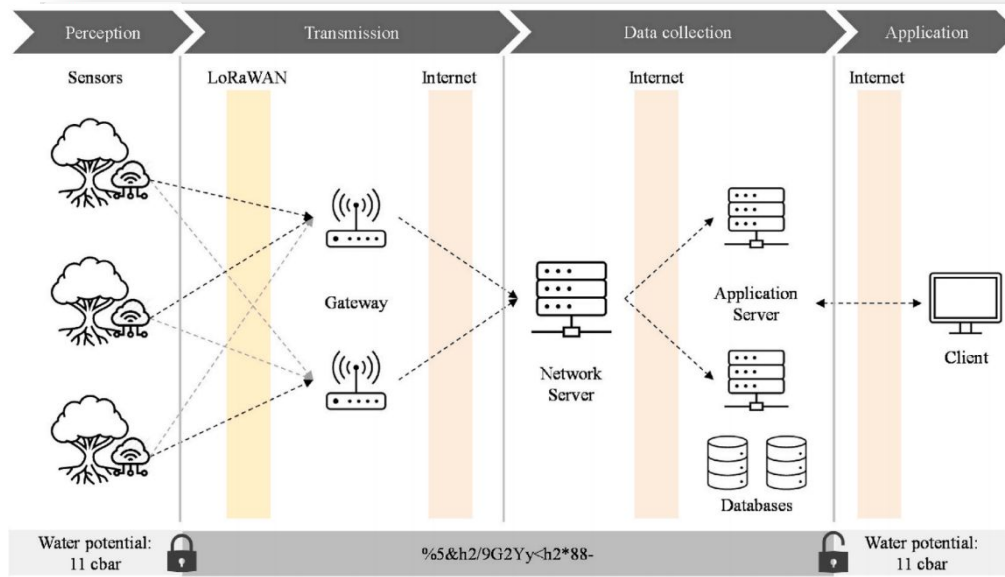 Perception
Transmission
Data collection
Application
Sensors
LoRaWAN
Internet
Internet
Internet
Gateway
Network
Server
Application
Server
Databases
Client
Water potential:
11 cbar
%5&h2/9G2Yy<h2*88-
Water potential:
11 cbar